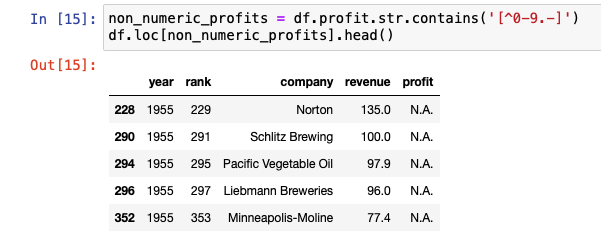 In [15]: non_numeric_profits = df.profit.str.contains('[^0-9.-]')
df.loc[non_numeric_profits].head()
Out[15]:
year rank company revenue profit
228 1955 229 Norton 135.0 N.A.
290 1955 291 Schlitz Brewing 100.0 N.A.
294 1955 295 Pacific Vegetable Oil 97.9 N.A.
296 1955 297 Liebmann Breweries 96.0 N.A.
352 1955 353 Minneapolis-Moline 77.4 N.A.